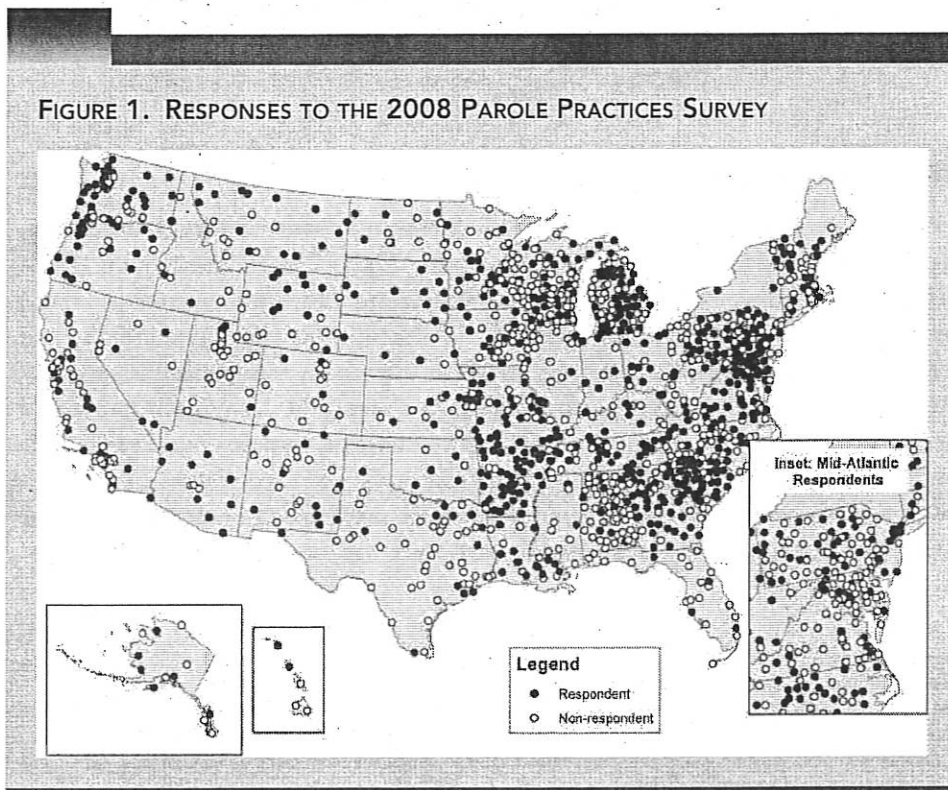 FIGURE 1. RESPONSES TO THE 2008 PAROLE PRACTICES SURVEY
Inset: Mid-Atlantic
Respondents
Legend
Respondent
Non-respondent